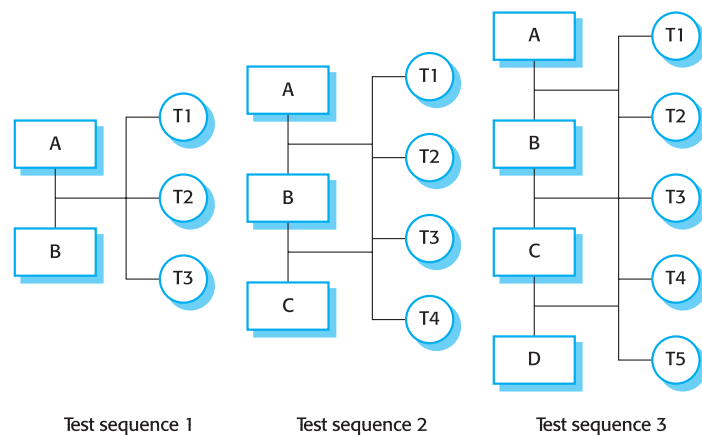 A
B
T1
T2
T3
Test sequence 1
A
B
C
T1
T2
T3
T4
Test sequence 2
A
B
C
D
T1
T2
T3
T4
T5
Test sequence 3